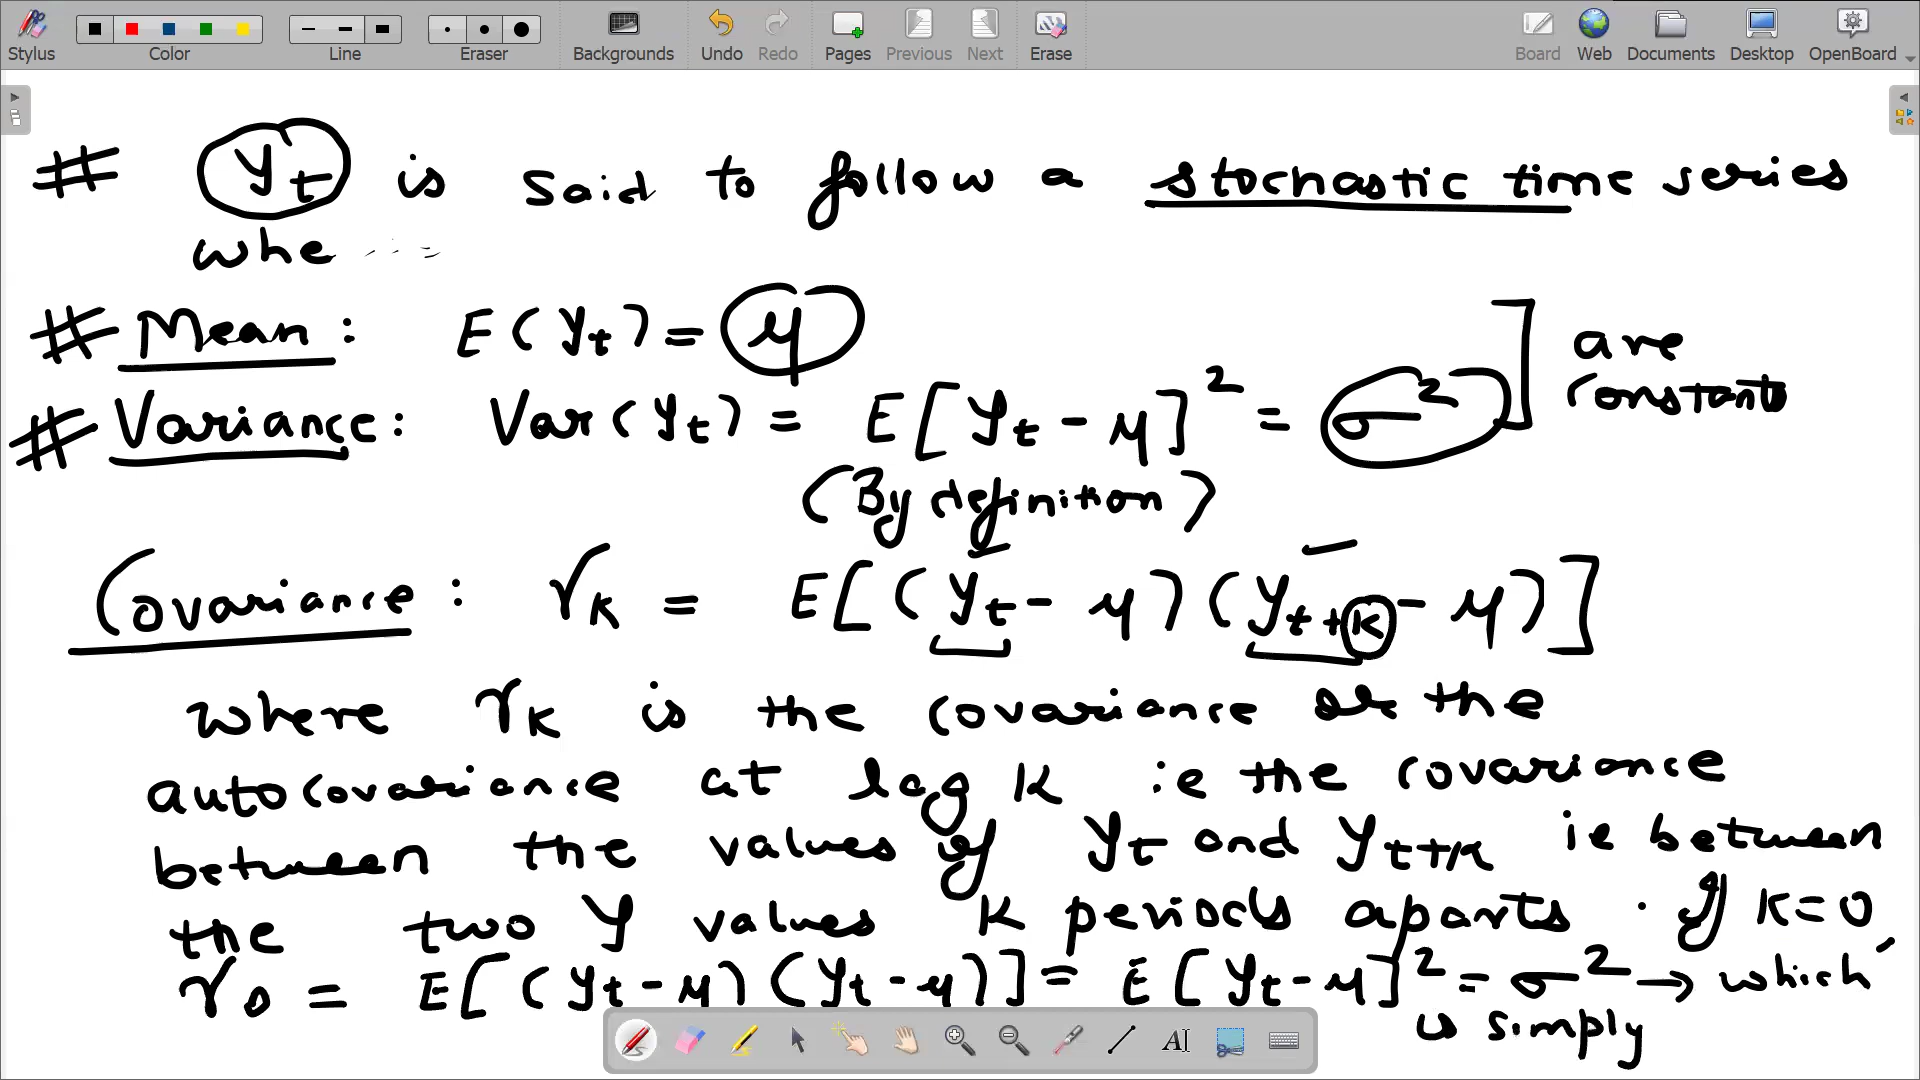 Stylus Color Line Eraser Backgrounds Undo Redo Pages Previous Next Erase Board Web Documents Desktop OpenBoard
# Yt is said to follow a stochastic time series
whe
# Mean: E(Yt) = μ
are
# Variance: Var(Yt) = E[Yt - μ]² = σ²
constants
(By definition)
Covariance: γK = E[(Yt - μ)(Yt+K - μ)]
where γK is the covariance or the
autocovariance at lag K ie the covariance
between the values of Yt and Yt+K ie between
the two Y values K periods aparts. If K=0,
γ0 = E[(Yt - μ)(Yt - μ)] = E[Yt - μ]² = σ² → which
is simply